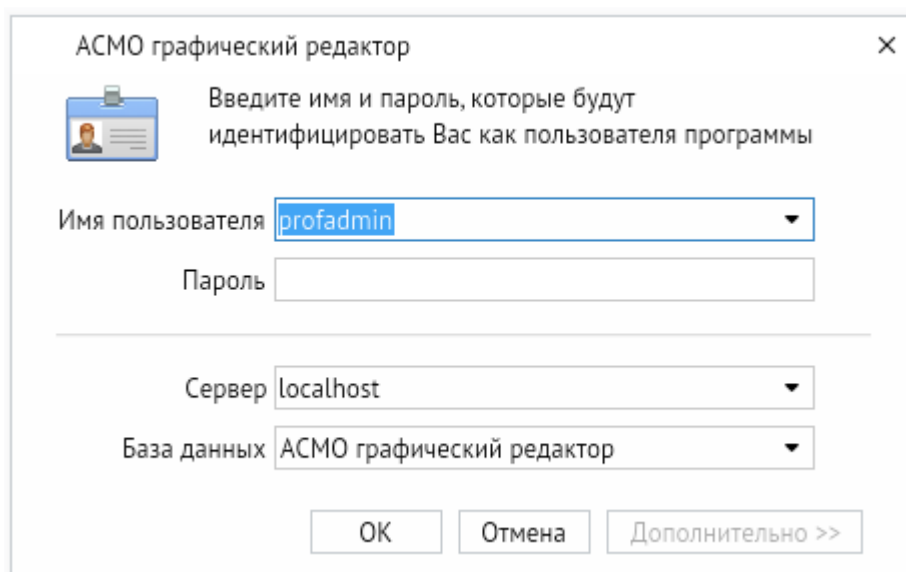 АСМО графический редактор
Введите имя и пароль, которые будут
идентифицировать Вас как пользователя программы
Имя пользователя profadmin
Пароль
Сервер localhost
База данных АСМО графический редактор
ОК Отмена Дополнительно >>